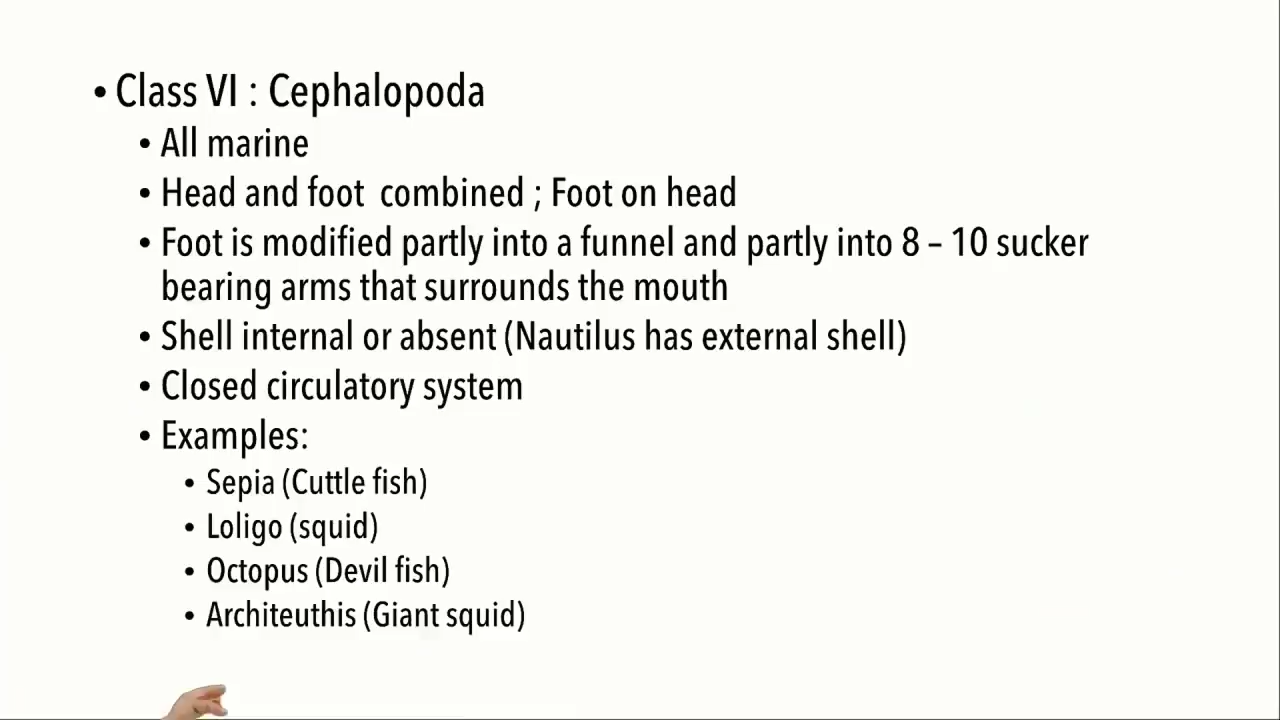 • Class VI : Cephalopoda
• All marine
• Head and foot combined ; Foot on head
• Foot is modified partly into a funnel and partly into 8 – 10 sucker
bearing arms that surrounds the mouth
• Shell internal or absent (Nautilus has external shell)
• Closed circulatory system
• Examples:
• Sepia (Cuttle fish)
• Loligo (squid)
• Octopus (Devil fish)
• Architeuthis (Giant squid)